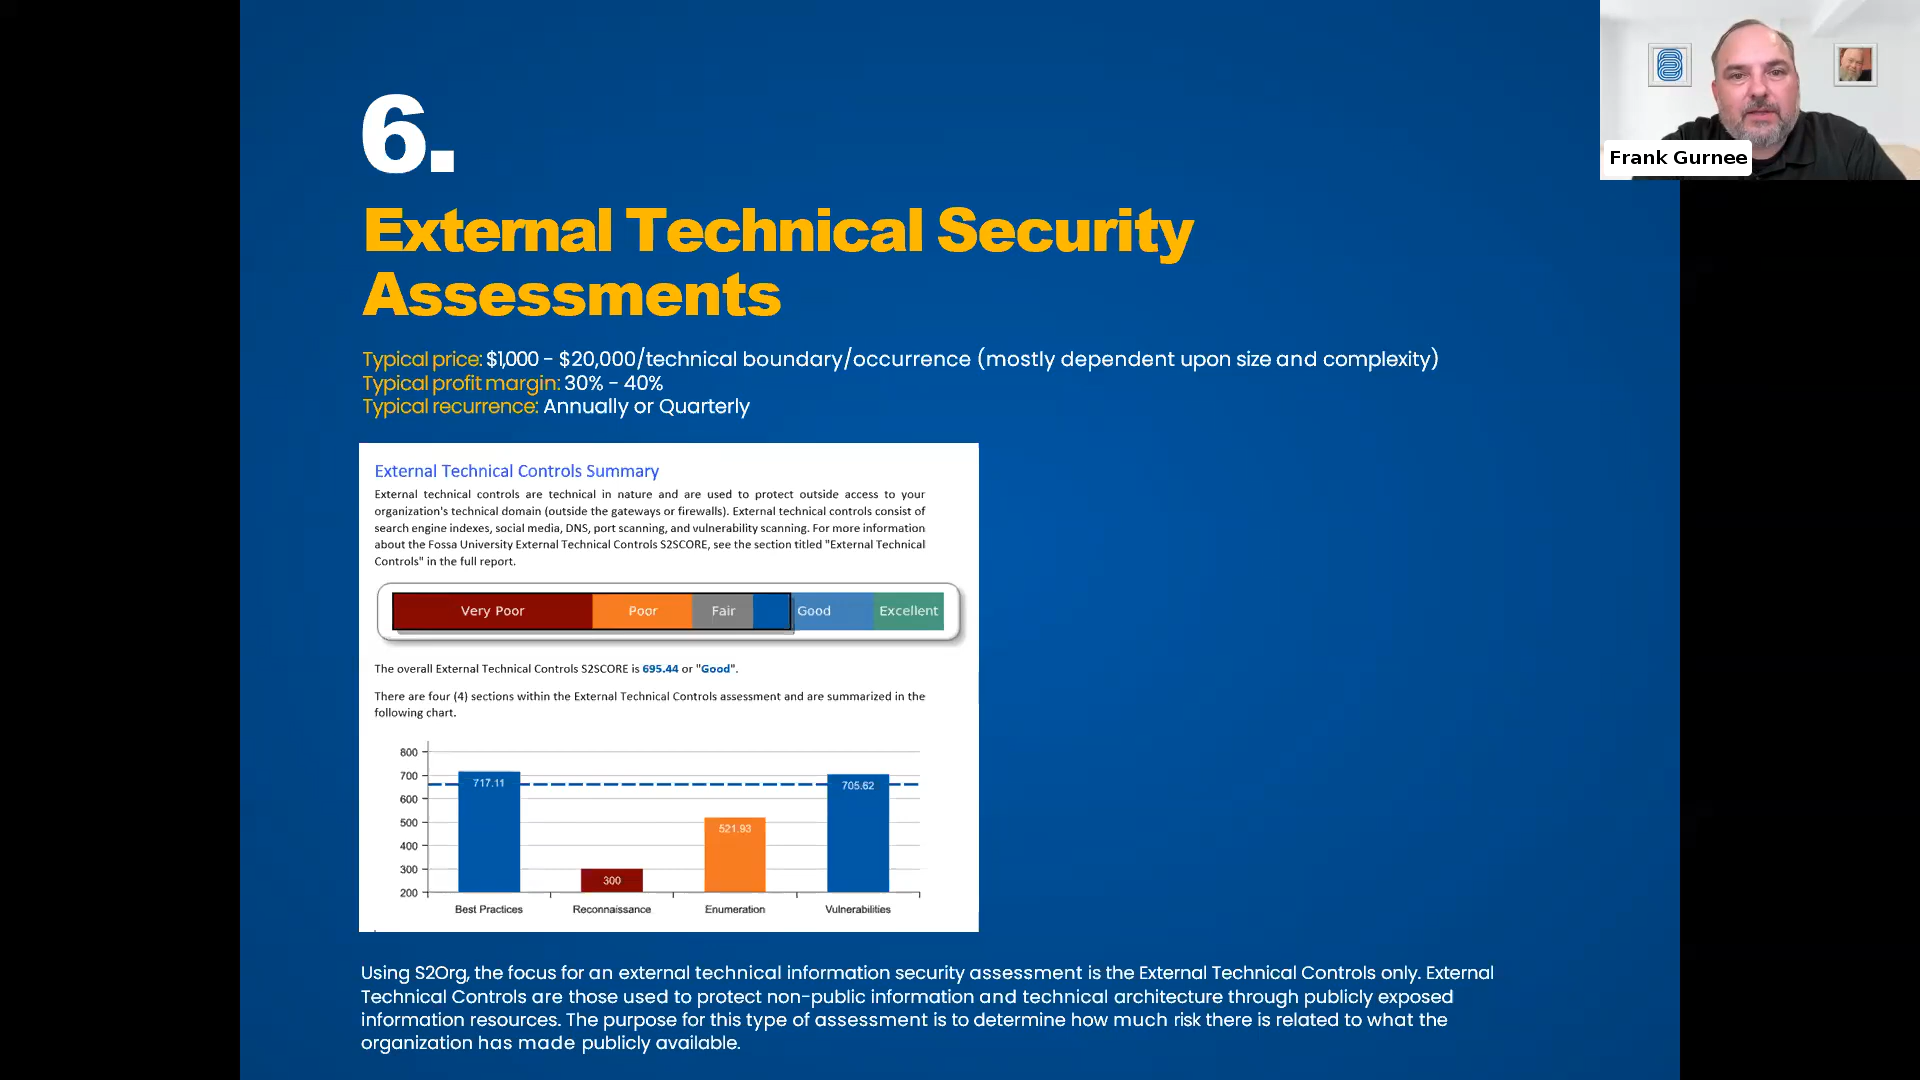 6.
External Technical Security
Assessments
Typical price: $1,000 - $20,000/technical boundary/occurrence (mostly dependent upon size and complexity)
Typical profit margin: 30% - 40%
Typical recurrence: Annually or Quarterly
External Technical Controls Summary
External technical controls are technical in nature and are used to protect outside access to your
organization's technical domain (outside the gateways or firewalls). External technical controls consist of
search engine indexes, social media, DNS, port scanning, and vulnerability scanning. For more information
about the Fossa University External Technical Controls S2SCORE, see the section titled "External Technical
Controls" in the full report.
Very Poor Poor Fair Good Excellent
The overall External Technical Controls S2SCORE is 695.44 or "Good".
There are four (4) sections within the External Technical Controls assessment and are summarized in the
following chart.
800
700
600
500
400
300
200
717.11
300
521.93
705.62
Best Practices Reconnaissance Enumeration Vulnerabilities
Using S2Org, the focus for an external technical information security assessment is the External Technical Controls only. External
Technical Controls are those used to protect non-public information and technical architecture through publicly exposed
information resources. The purpose for this type of assessment is to determine how much risk there is related to what the
organization has made publicly available.
Frank Gurnee